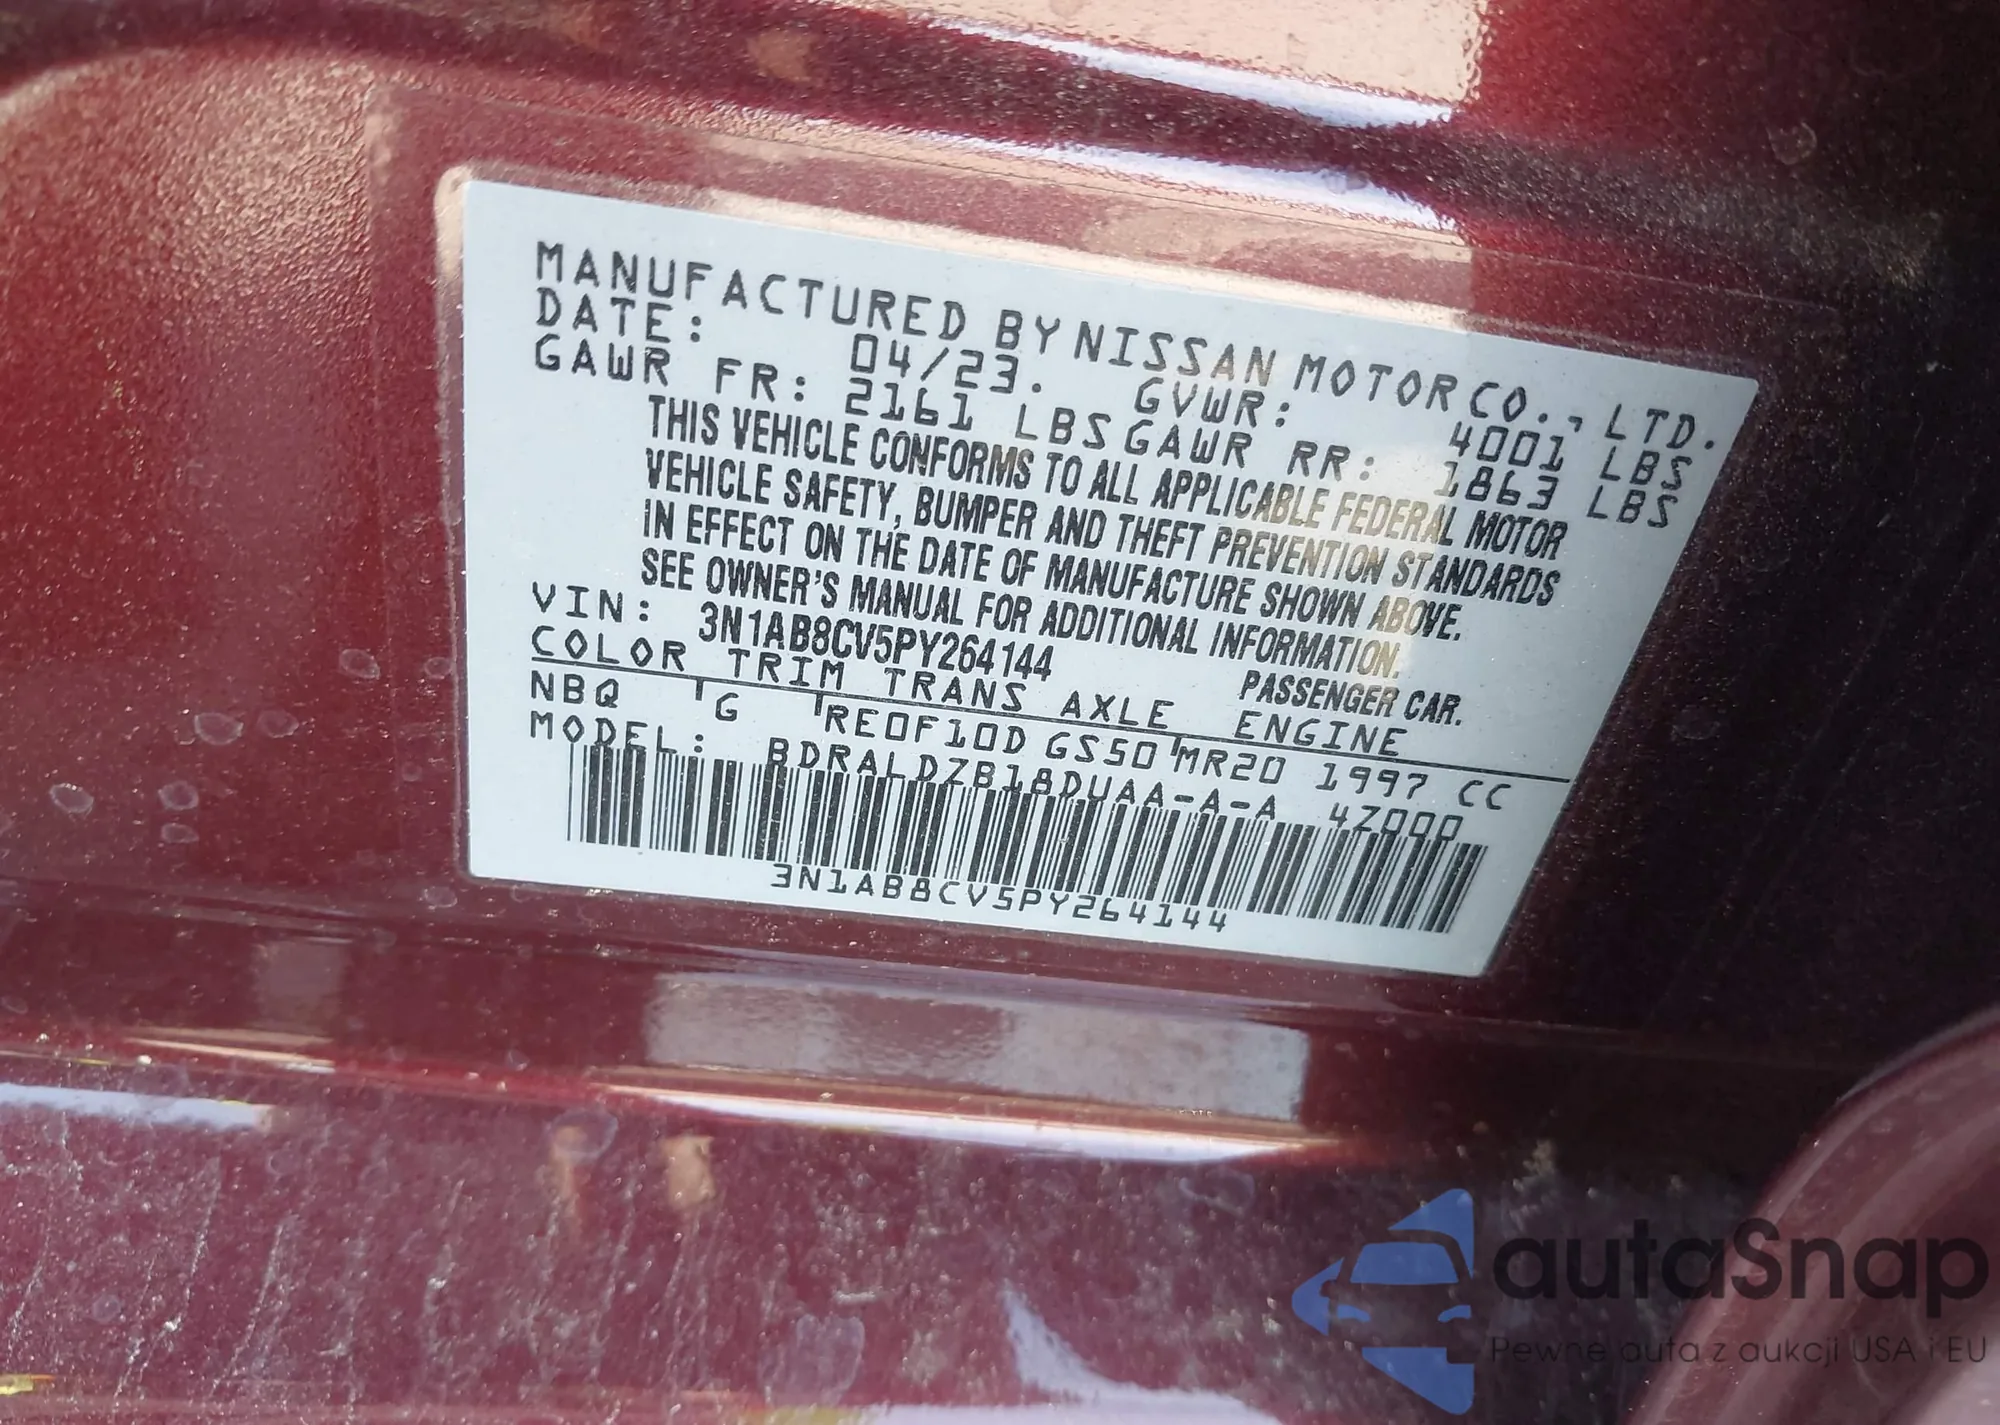 MANUFACTURED BY NISSAN MOTOR CO., LTD.
DATE: 04/23. GVWR: 4001 LBS
GAWR FR: 2161 LBS GAWR RR: 1863 LBS
THIS VEHICLE CONFORMS TO ALL APPLICABLE FEDERAL MOTOR
VEHICLE SAFETY, BUMPER AND THEFT PREVENTION STANDARDS
IN EFFECT ON THE DATE OF MANUFACTURE SHOWN ABOVE.
SEE OWNER'S MANUAL FOR ADDITIONAL INFORMATION.
VIN: 3N1AB8CV5PY264144 PASSENGER CAR.
COLOR TRIM TRANS AXLE ENGINE
NBQ G RE0F10D GS50 MR20 1997 CC
MODEL: BDRALDZB18DUAA-A-A 4Z000
3N1AB8CV5PY264144
autaSnap
Pewne auta z aukcji USA i EU